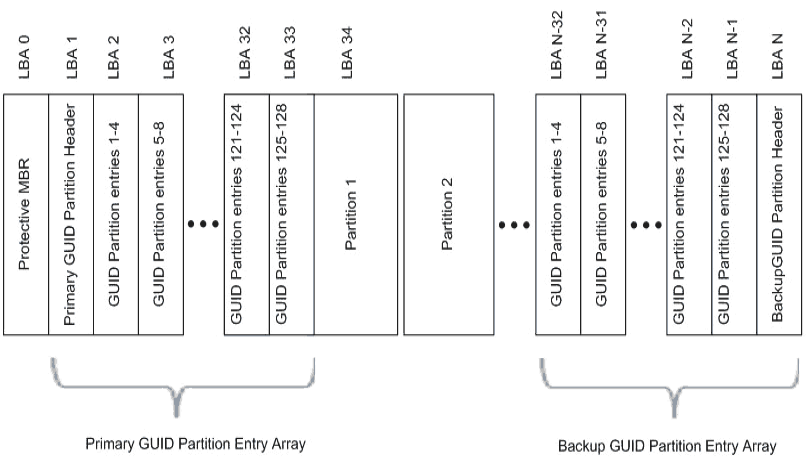 LBA 0
LBA 1
LBA 2
LBA 3
LBA 32
LBA 33
LBA 34
LBA N-32
LBA N-31
LBA N-2
LBA N-1
LBA N
Protective MBR
Primary GUID Partition Header
GUID Partition entries 1-4
GUID Partition entries 5-8
GUID Partition entries 121-124
GUID Partition entries 125-128
Partition 1
Partition 2
GUID Partition entries 1-4
GUID Partition entries 5-8
GUID Partition entries 121-124
GUID Partition entries 125-128
BackupGUID Partition Header
Primary GUID Partition Entry Array
Backup GUID Partition Entry Array